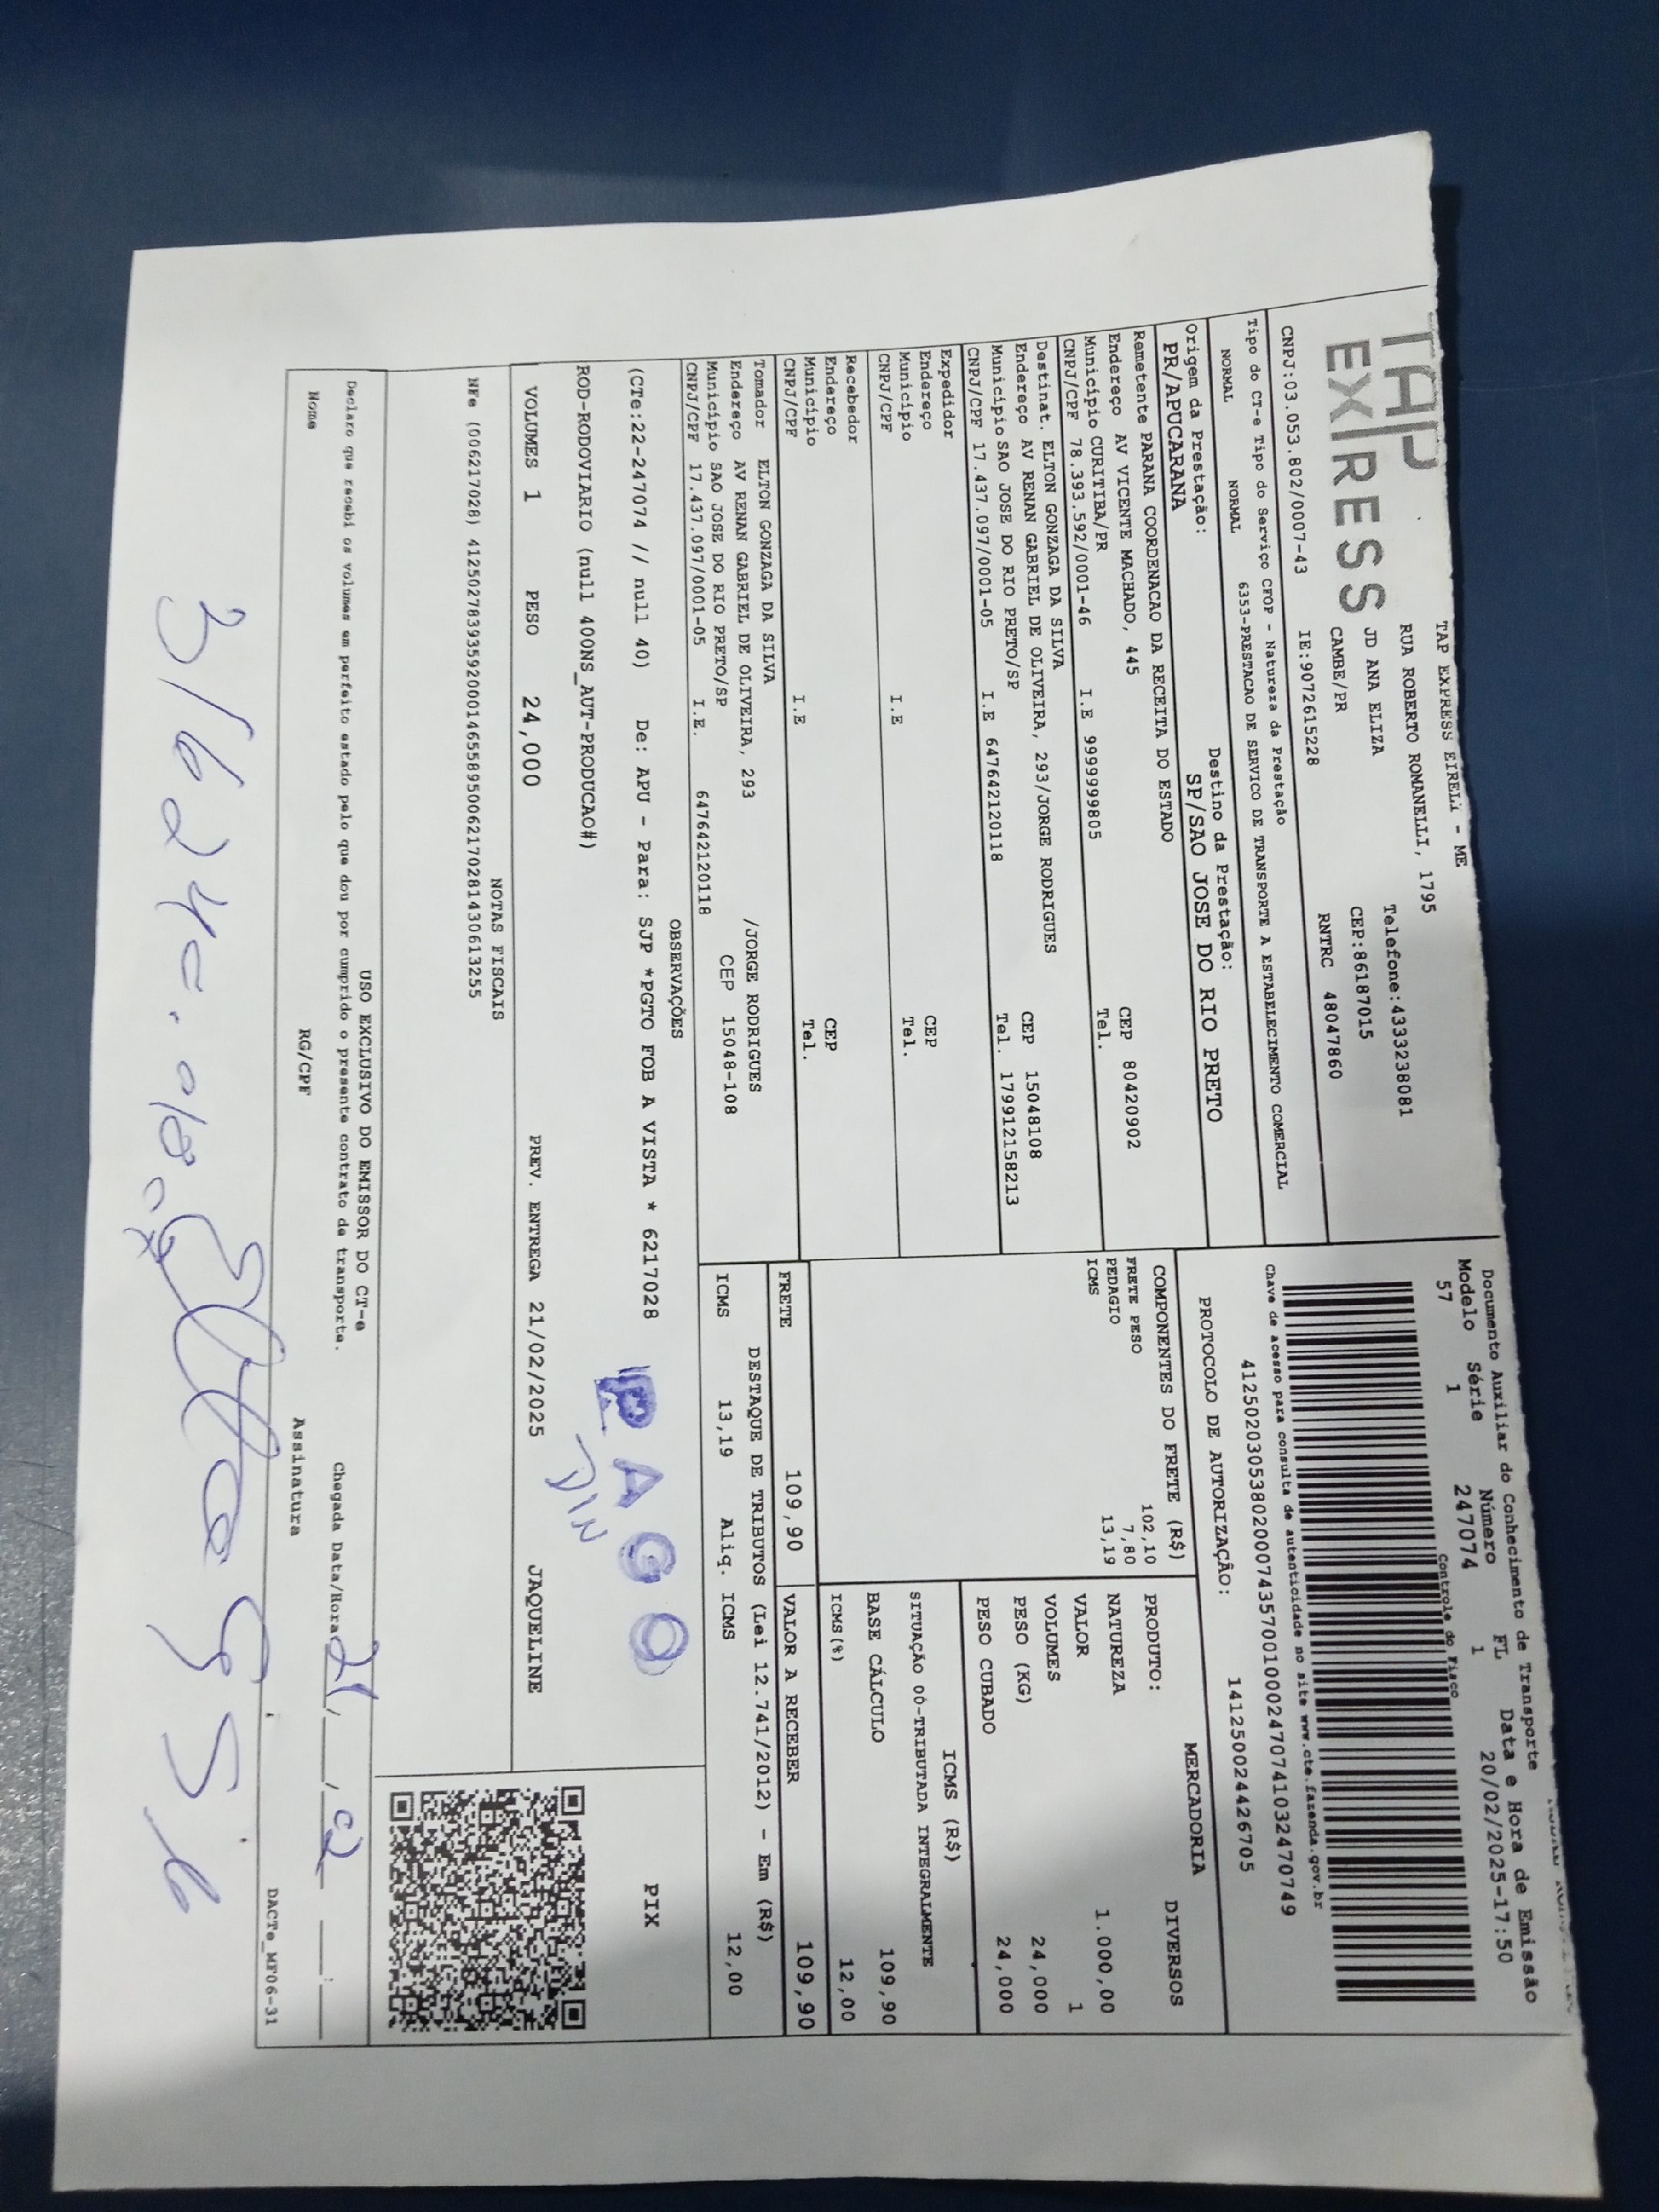 TAP
EXPRESS
TAP EXPRESS EIRELI - ME
RUA ROBERTO ROMANELLI, 1795
Telefone:4333238081
JD ANA ELIZA
CEP:86187015
CAMBE/PR
RNTRC 48047860
CNPJ:03.053.802/0007-43 IE:9072615228
Documento Auxiliar do Conhecimento de Transporte
Modelo Série Número FL Data e Hora de Emissão
57 1 247074 1 20/02/2025-17:50
Controle do Fisco
Chave de acesso para consulta de autenticidade no site www.cte.fazenda.gov.br
41250203053802000743570010002470741032470749
PROTOCOLO DE AUTORIZAÇÃO: 141250024426705
Tipo do CT-e Tipo do Serviço CFOP - Natureza da Prestação
NORMAL NORMAL 6353-PRESTACAO DE SERVICO DE TRANSPORTE A ESTABELECIMENTO COMERCIAL
Origem da Prestação: Destino da Prestação:
PR/APUCARANA SP/SAO JOSE DO RIO PRETO
Remetente PARANA COORDENACAO DA RECEITA DO ESTADO
Endereço AV VICENTE MACHADO, 445 CEP 80420902
Município CURITIBA/PR Tel.
CNPJ/CPF 78.393.592/0001-46 I.E 9999999805
Destinat. ELTON GONZAGA DA SILVA
Endereço AV RENAN GABRIEL DE OLIVEIRA, 293/JORGE RODRIGUES CEP 15048108
Município SAO JOSE DO RIO PRETO/SP Tel. 17991215 8213
CNPJ/CPF 17.437.097/0001-05 I.E 647642120118
Expedidor
Endereço CEP
Município Tel.
CNPJ/CPF I.E
Recebedor
Endereço CEP
Município Tel.
CNPJ/CPF I.E
COMPONENTES DO FRETE (R$)
FRETE PESO 102,10
PEDAGIO 7,80
ICMS 13,19
MERCADORIA
PRODUTO: DIVERSOS
NATUREZA
VALOR 1.000,00
VOLUMES 1
PESO (KG) 24,000
PESO CUBADO 24,000
ICMS (R$)
SITUAÇÃO 00-TRIBUTADA INTEGRALMENTE
BASE CÁLCULO 109,90
ICMS(%) 12,00
FRETE 109,90 VALOR A RECEBER 109,90
Tomador ELTON GONZAGA DA SILVA
Endereço AV RENAN GABRIEL DE OLIVEIRA, 293 /JORGE RODRIGUES
Município SAO JOSE DO RIO PRETO/SP CEP 15048-108
CNPJ/CPF 17.437.097/0001-05 I.E. 647642120118
DESTAQUE DE TRIBUTOS (Lei 12.741/2012) - Em (R$)
ICMS 13,19 Aliq. ICMS 12,00
OBSERVAÇÕES
(CTe:22-247074 // null 40) De: APU - Para: SJP *PGTO FOB A VISTA * 6217028
ROD-RODOVIARIO (null 400NS_AUT-PRODUCAO#)
PAGO
DIN
PIX
VOLUMES 1 PESO 24,000 PREV. ENTREGA 21/02/2025 JAQUELINE
NOTAS FISCAIS
NFe (006217028) 41250278393592000146558950062170281430613255
USO EXCLUSIVO DO EMISSOR DO CT-e
Declaro que recebi os volumes em perfeito estado pelo que dou por cumprido o presente contrato de transporte.
Chegada Data/Hora 21/ /02 :
Nome RG/CPF Assinatura
DACTe_MF06-31